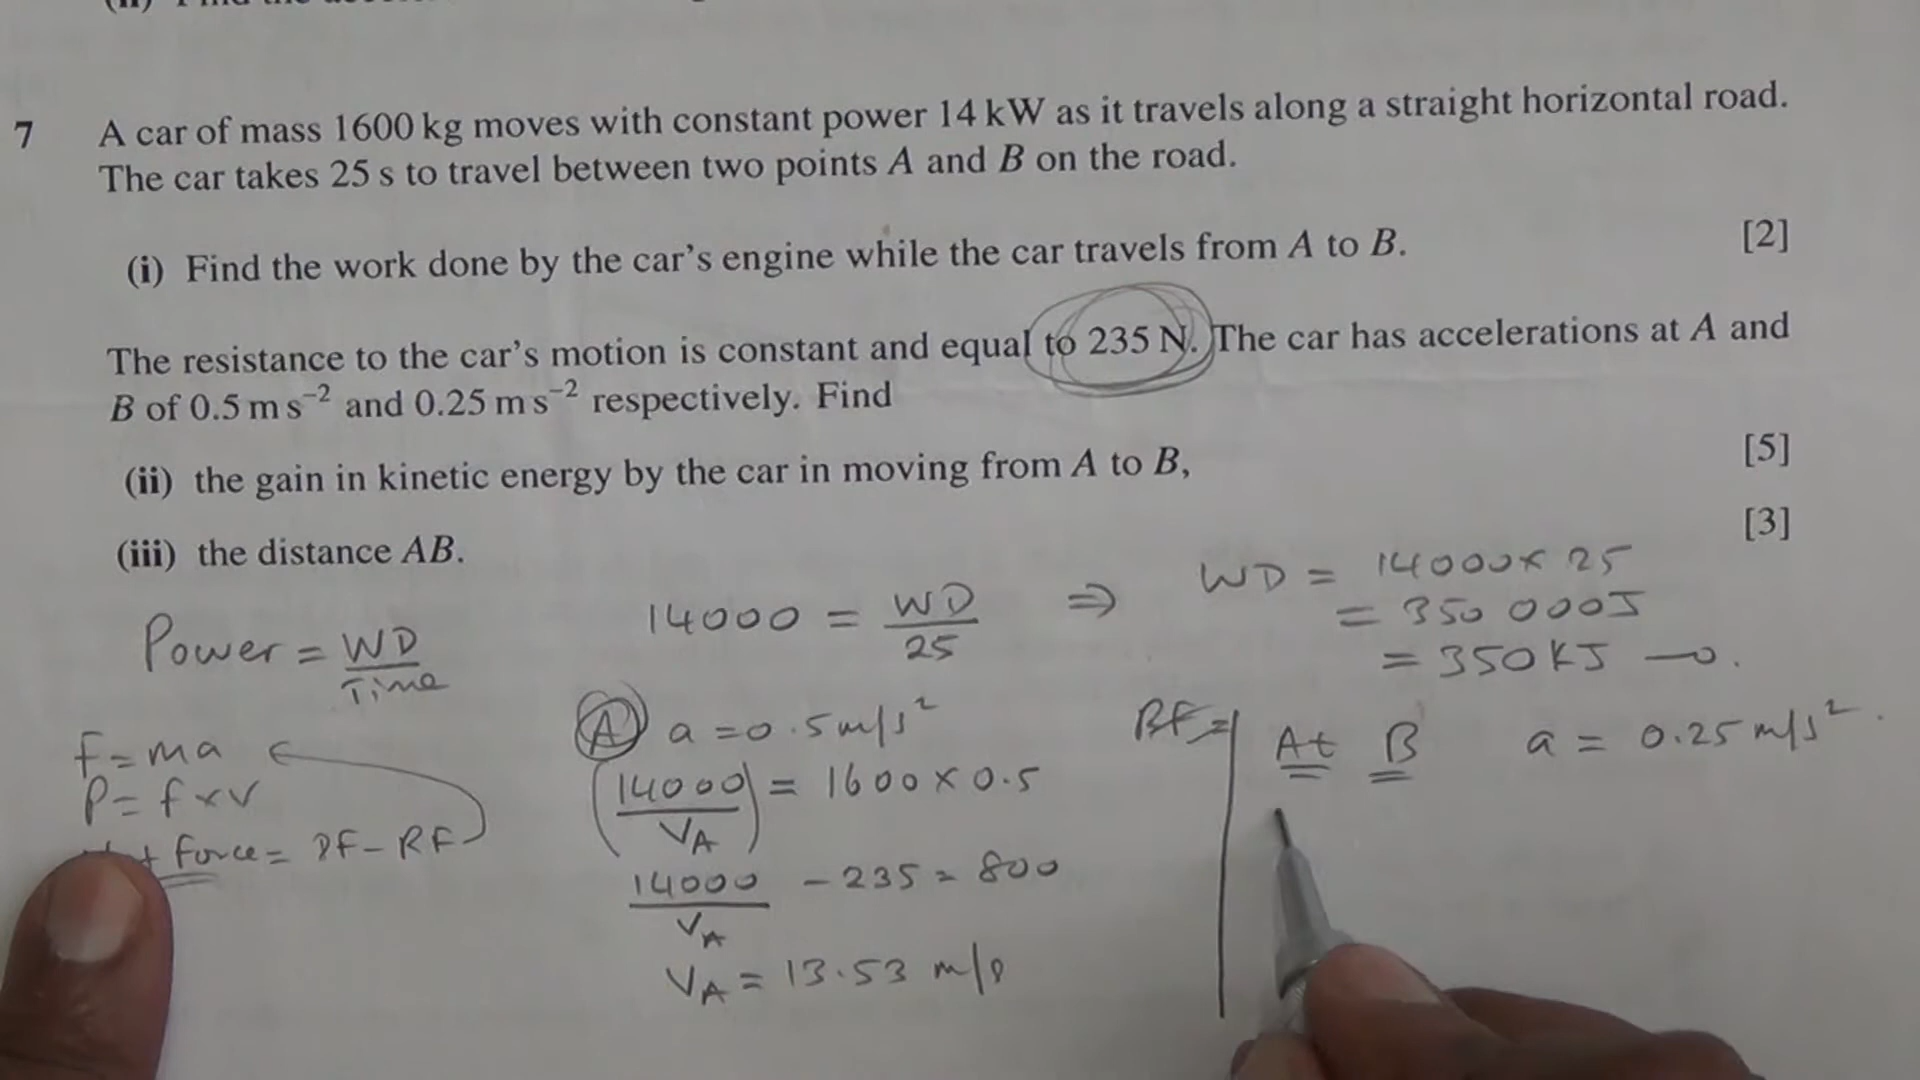 7 A car of mass 1600 kg moves with constant power 14 kW as it travels along a straight horizontal road.
The car takes 25 s to travel between two points A and B on the road.
(i) Find the work done by the car's engine while the car travels from A to B. [2]
The resistance to the car's motion is constant and equal to 235 N. The car has accelerations at A and
B of 0.5 m s⁻² and 0.25 m s⁻² respectively. Find
(ii) the gain in kinetic energy by the car in moving from A to B, [5]
(iii) the distance AB. [3]
Power = WD/Time
14000 = WD/25 ⇒ WD = 14000 × 25
= 350 000J
= 350KJ
f = ma
P = f × v
force = DF - RF
A a = 0.5 m/s²
(14000/VA) = 1600 × 0.5
14000/VA - 235 = 800
VA = 13.53 m/s
At B a = 0.25 m/s².